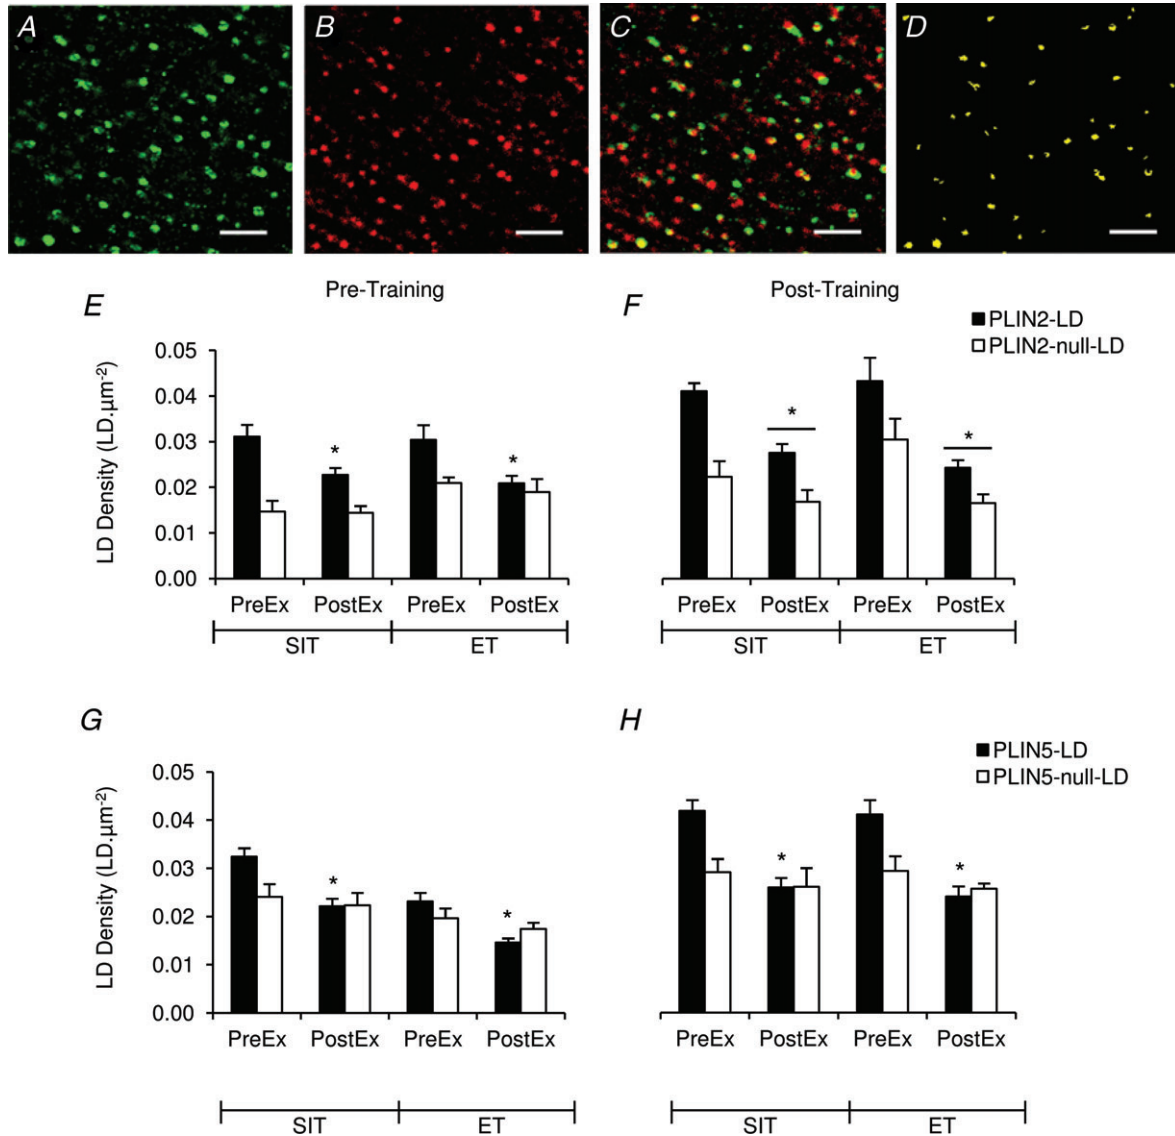 A B C D
Pre-Training Post-Training
E F
PLIN2-LD
PLIN2-null-LD
LD Density (LD.µm⁻²)
0.05
0.04
0.03
0.02
0.01
0.00
* * * *
PreEx PostEx PreEx PostEx PreEx PostEx PreEx PostEx
SIT ET SIT ET
G H
PLIN5-LD
PLIN5-null-LD
LD Density (LD.µm⁻²)
0.05
0.04
0.03
0.02
0.01
0.00
* * * *
PreEx PostEx PreEx PostEx PreEx PostEx PreEx PostEx
SIT ET SIT ET